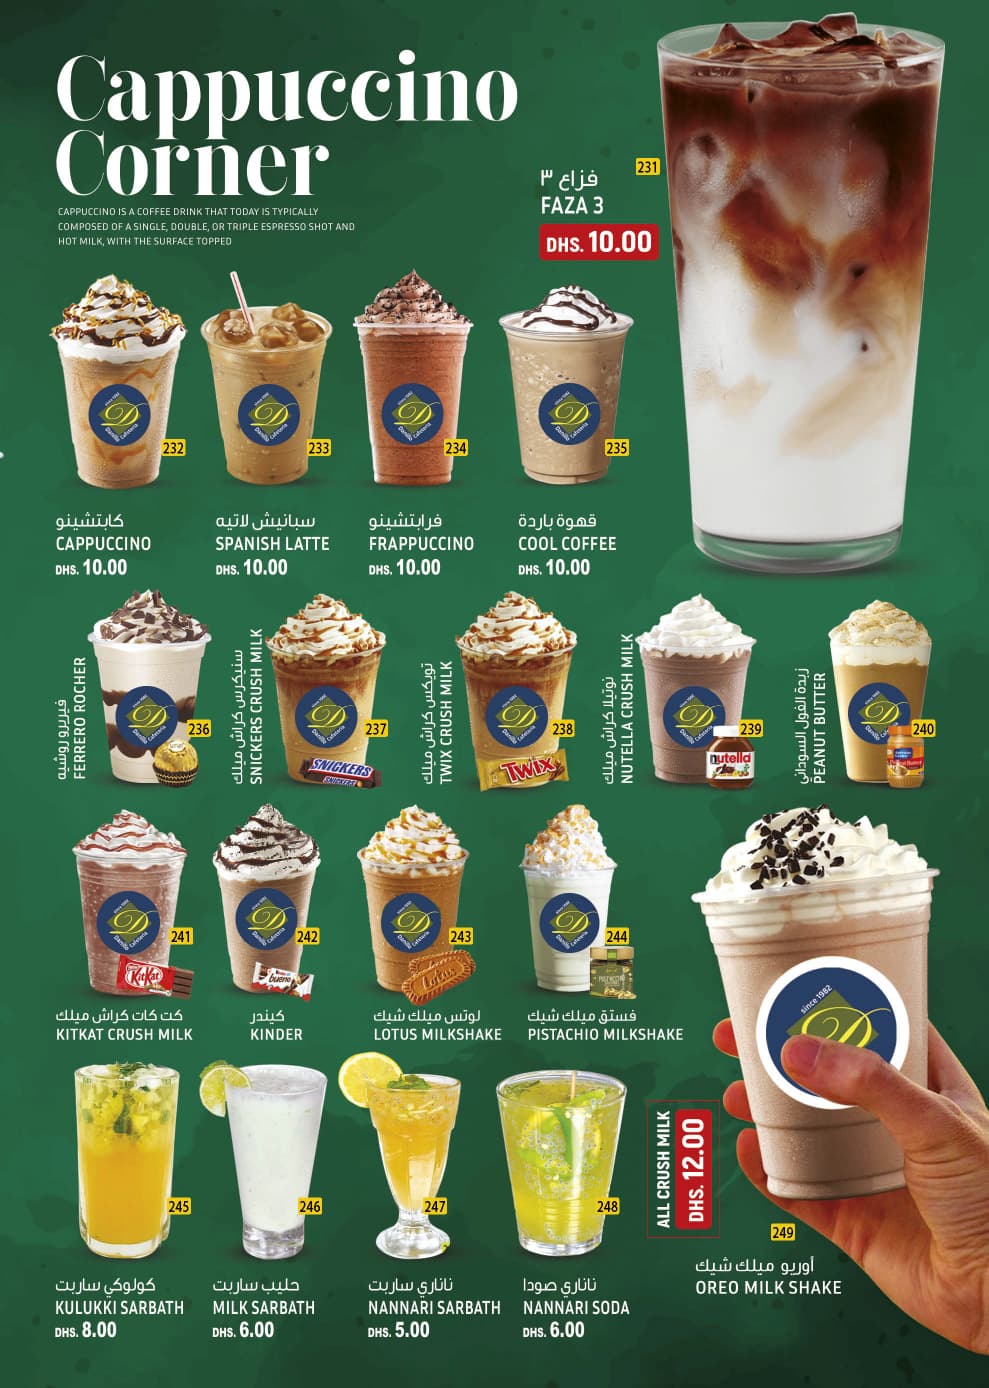 Cappuccino
Corner
CAPPUCCINO IS A COFFEE DRINK THAT TODAY IS TYPICALLY
COMPOSED OF A SINGLE, DOUBLE, OR TRIPLE ESPRESSO SHOT AND
HOT MILK, WITH THE SURFACE TOPPED
231
فزاع ٣
FAZA 3
DHS. 10.00
232
233
234
235
كابتشينو
CAPPUCCINO
DHS. 10.00
سبانيش لاتيه
SPANISH LATTE
DHS. 10.00
فرابتشينو
FRAPPUCCINO
DHS. 10.00
قهوة باردة
COOL COFFEE
DHS. 10.00
فيريرو روشيه
FERRERO ROCHER
236
سنيكرس كراش ميلك
SNICKERS CRUSH MILK
237
SNICKERS
تويكس كراش ميلك
TWIX CRUSH MILK
238
TWIX
نوتيلا كراش ميلك
NUTELLA CRUSH MILK
239
nutella
زبدة الفول السوداني
PEANUT BUTTER
240
241
KitKat
242
bueno
243
Lotus
244
PISTACCHIO
كت كات كراش ميلك
KITKAT CRUSH MILK
كيندر
KINDER
لوتس ميلك شيك
LOTUS MILKSHAKE
فستق ميلك شيك
PISTACHIO MILKSHAKE
since 1982
D
245
246
247
248
ALL CRUSH MILK
DHS. 12.00
249
أوريو ميلك شيك
OREO MILK SHAKE
كولوكي ساربت
KULUKKI SARBATH
DHS. 8.00
حليب ساربت
MILK SARBATH
DHS. 6.00
ناناري ساربت
NANNARI SARBATH
DHS. 5.00
ناناري صودا
NANNARI SODA
DHS. 6.00